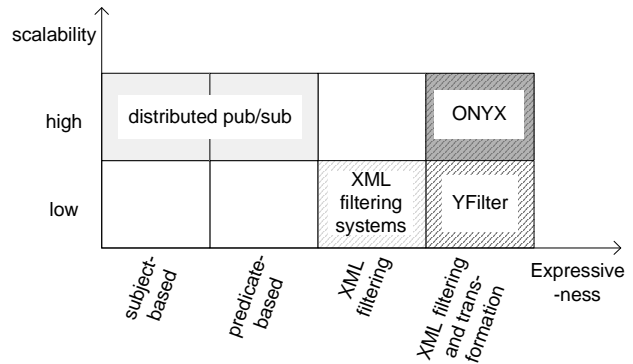 scalability
high
distributed pub/sub
ONYX
low
XML
filtering
systems
YFilter
subject-
based
predicate-
based
XML
filtering
XML filtering
and trans-
formation
Expressive
-ness